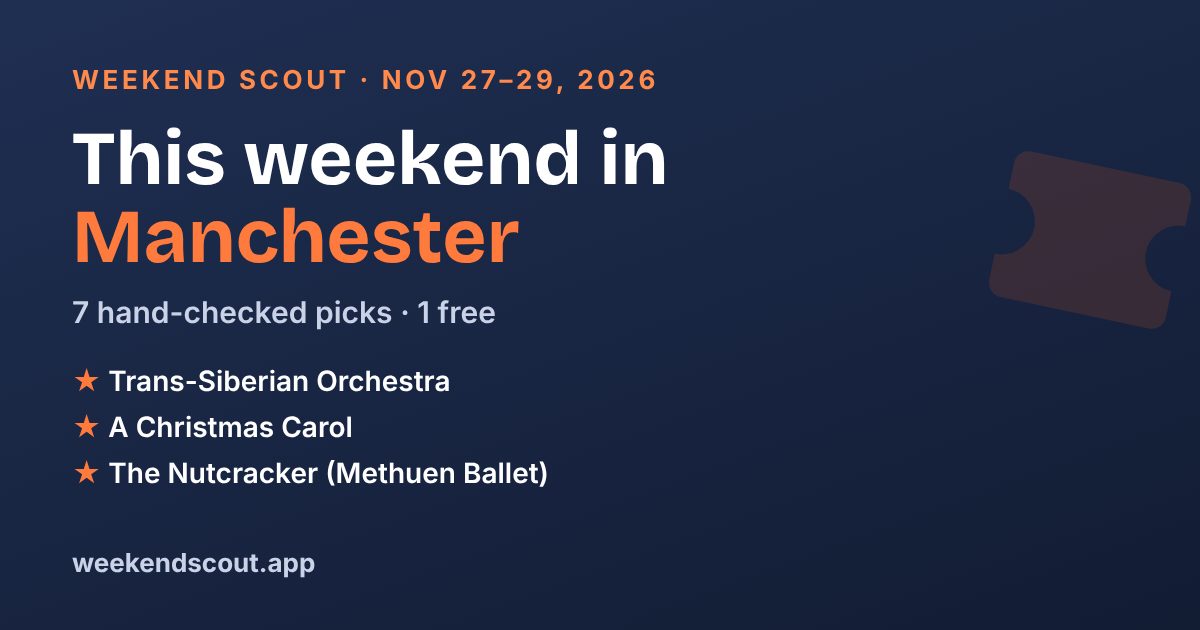 WEEKEND SCOUT · NOV 27–29, 2026
This weekend in
Manchester
7 hand-checked picks · 1 free
★ Trans-Siberian Orchestra
★ A Christmas Carol
★ The Nutcracker (Methuen Ballet)
weekendscout.app